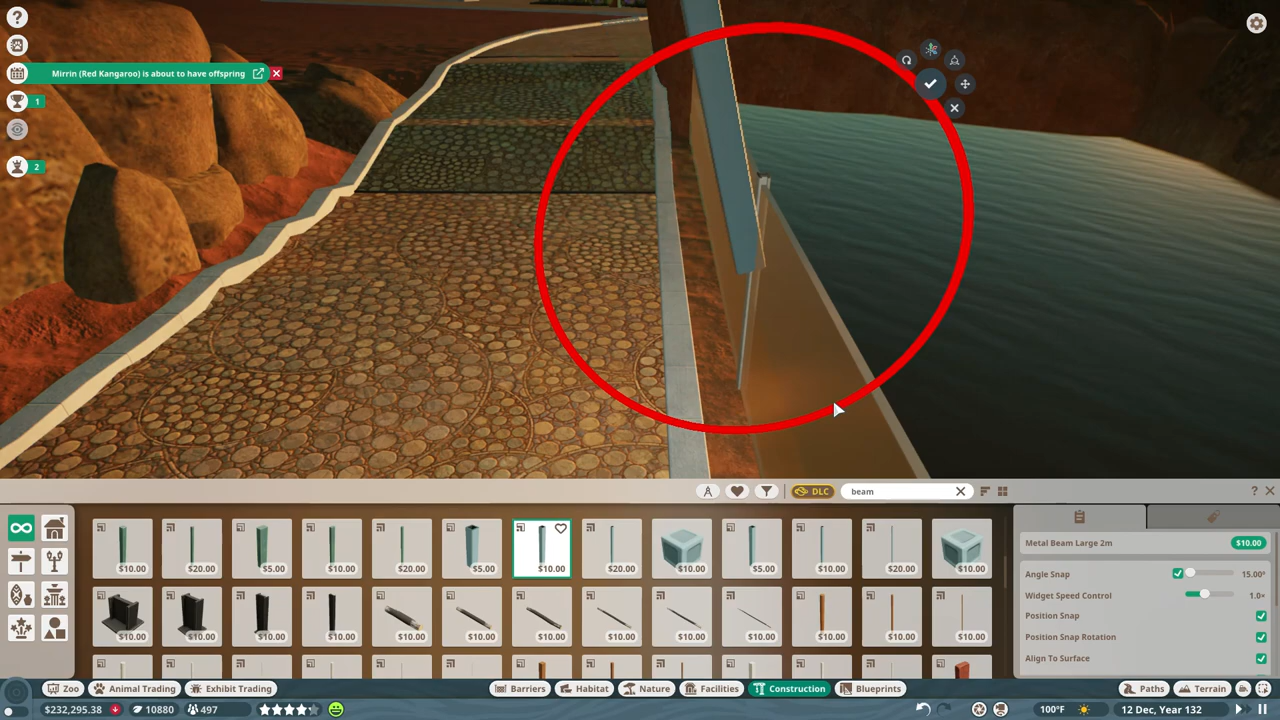 ?
Mirrin (Red Kangaroo) is about to have offspring
1
2
DLC
beam
?
$10.00 $20.00 $5.00 $10.00 $20.00 $5.00 $10.00 $20.00 $10.00 $5.00 $10.00 $20.00 $10.00
$10.00 $10.00 $10.00 $10.00 $10.00 $10.00 $10.00 $10.00 $10.00 $10.00 $10.00 $10.00 $10.00
Metal Beam Large 2m $10.00
Angle Snap 15.00°
Widget Speed Control 1.0×
Position Snap
Position Snap Rotation
Align To Surface
Zoo Animal Trading Exhibit Trading Barriers Habitat Nature Facilities Construction Blueprints Paths Terrain
$232,295.38 10880 497 100°F 12 Dec, Year 132